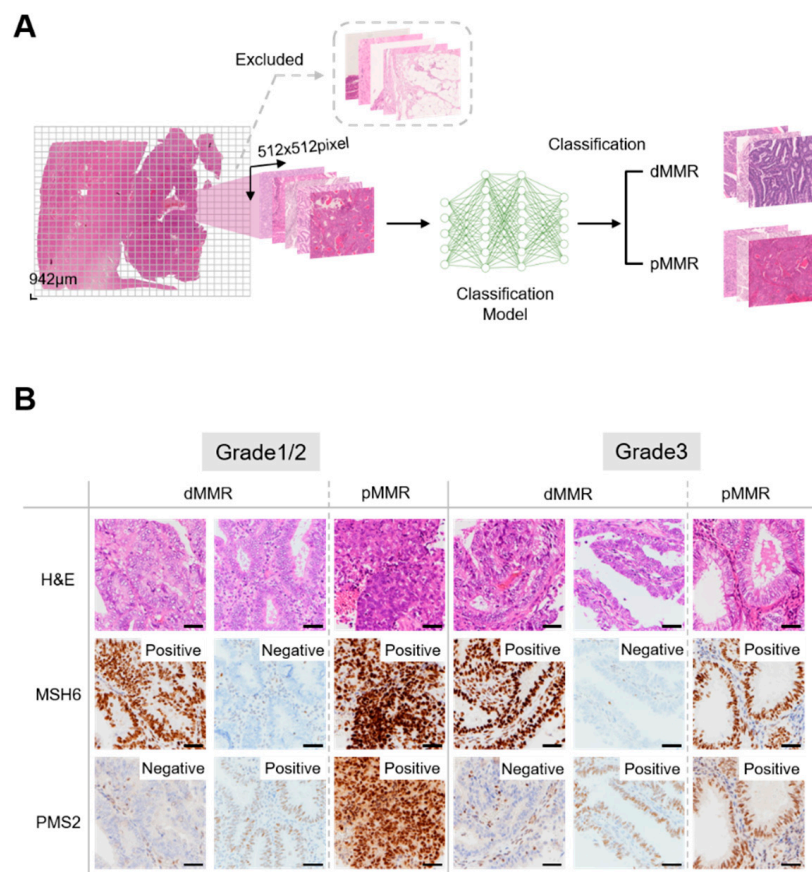 A
Excluded
512x512pixel
942μm
Classification
Model
Classification
dMMR
pMMR
B
Grade1/2 Grade3
dMMR pMMR dMMR pMMR
H&E
MSH6 Positive Negative Positive Positive Negative Positive
PMS2 Negative Positive Positive Negative Positive Positive